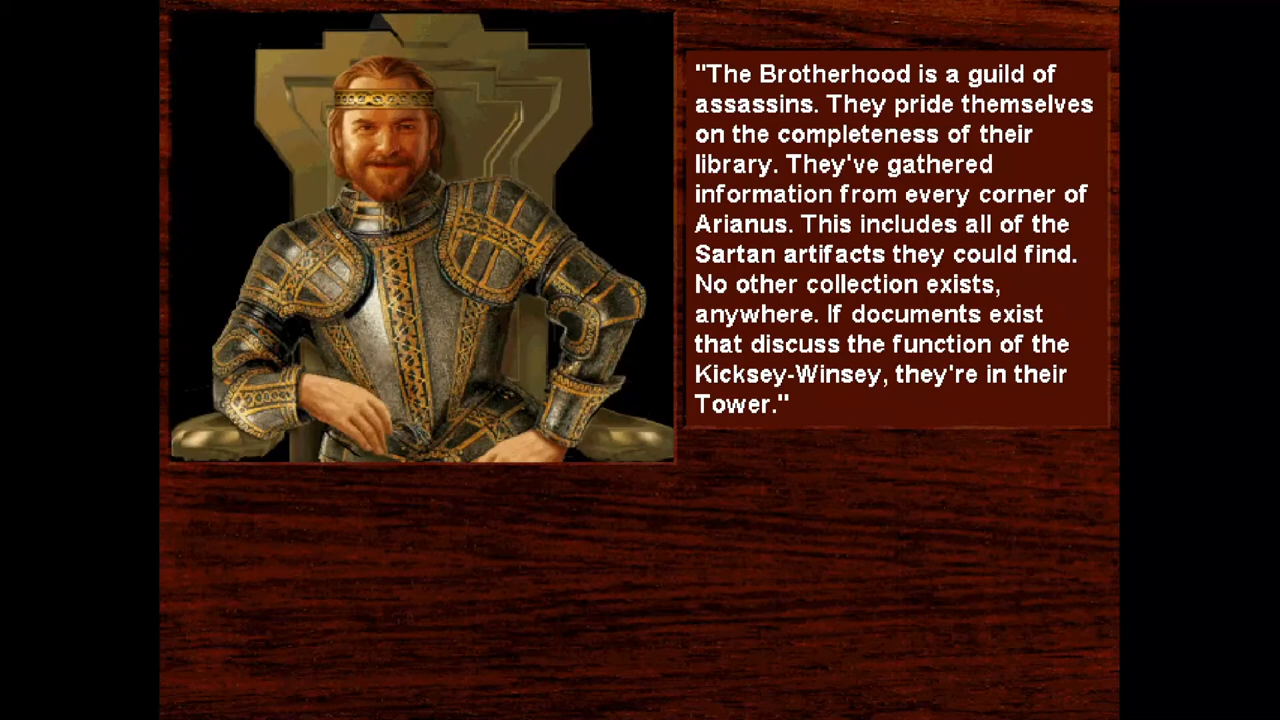 "The Brotherhood is a guild of
assassins. They pride themselves
on the completeness of their
library. They've gathered
information from every corner of
Arianus. This includes all of the
Sartan artifacts they could find.
No other collection exists,
anywhere. If documents exist
that discuss the function of the
Kicksey-Winsey, they're in their
Tower."